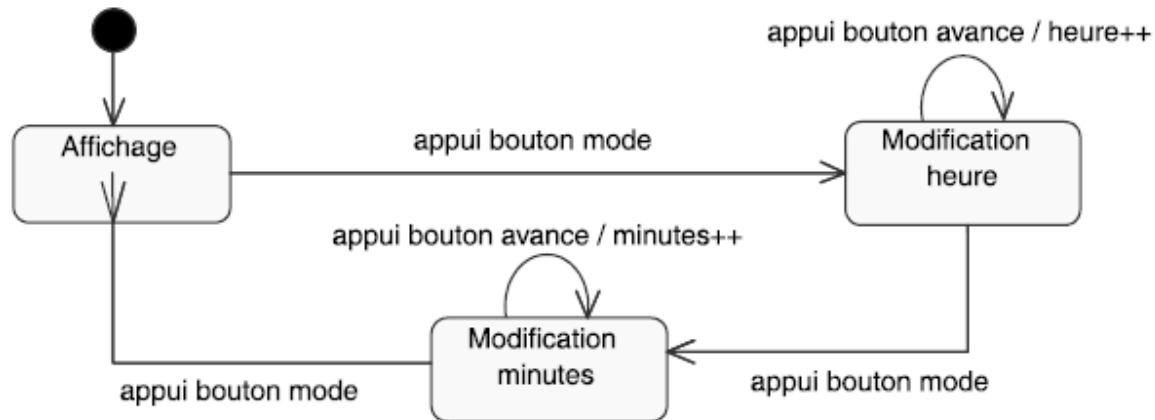 appui bouton avance / heure++
Affichage
appui bouton mode
Modification
heure
appui bouton avance / minutes++
Modification
minutes
appui bouton mode
appui bouton mode